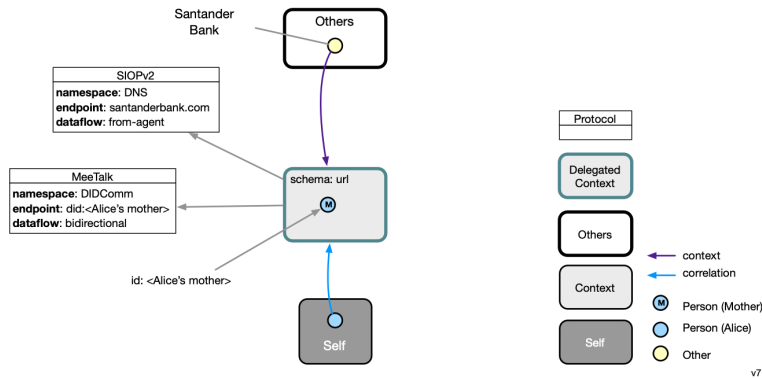 Santander
Bank
Others
SIOPv2
namespace: DNS
endpoint: santanderbank.com
dataflow: from-agent
MeeTalk
namespace: DIDComm
endpoint: did:<Alice's mother>
dataflow: bidirectional
schema: url
M
id: <Alice's mother>
Self
Protocol
Delegated
Context
Others
Context
Self
context
correlation
M
Person (Mother)
Person (Alice)
Other
v7